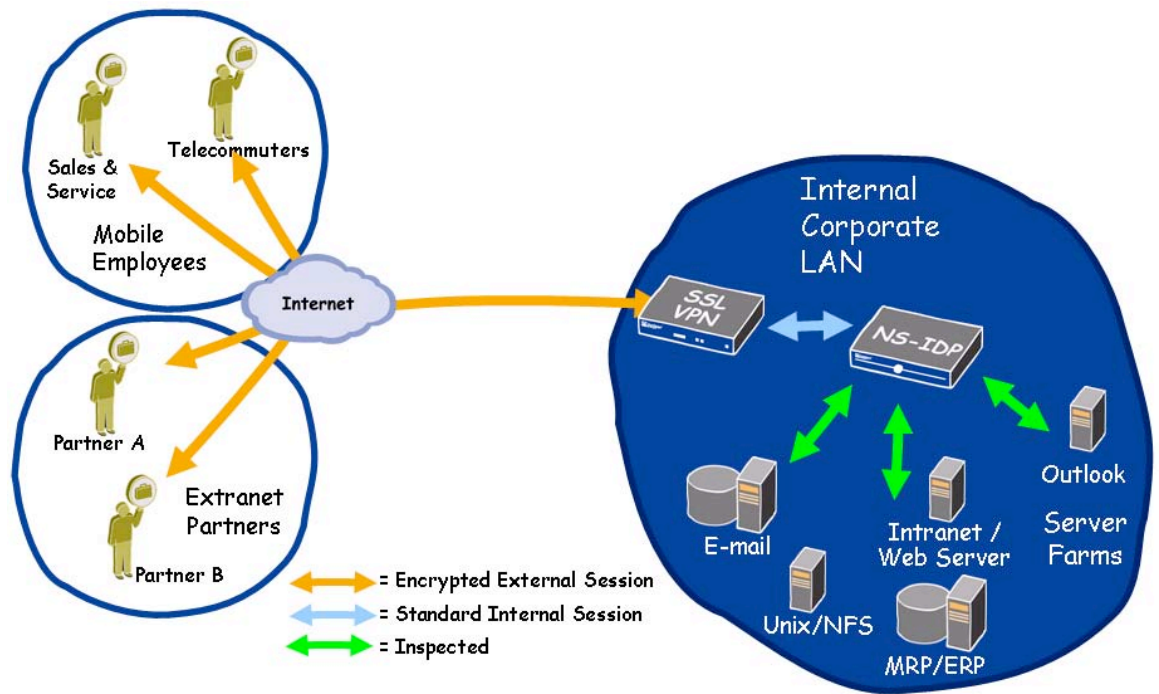 Sales &
Service
Telecommuters
Mobile
Employees
Internet
Partner A
Partner B
Extranet
Partners
Internal
Corporate
LAN
SSL
VPN
NS-IDP
E-mail
Unix/NFS
Intranet /
Web Server
MRP/ERP
Outlook
Server
Farms
= Encrypted External Session
= Standard Internal Session
= Inspected